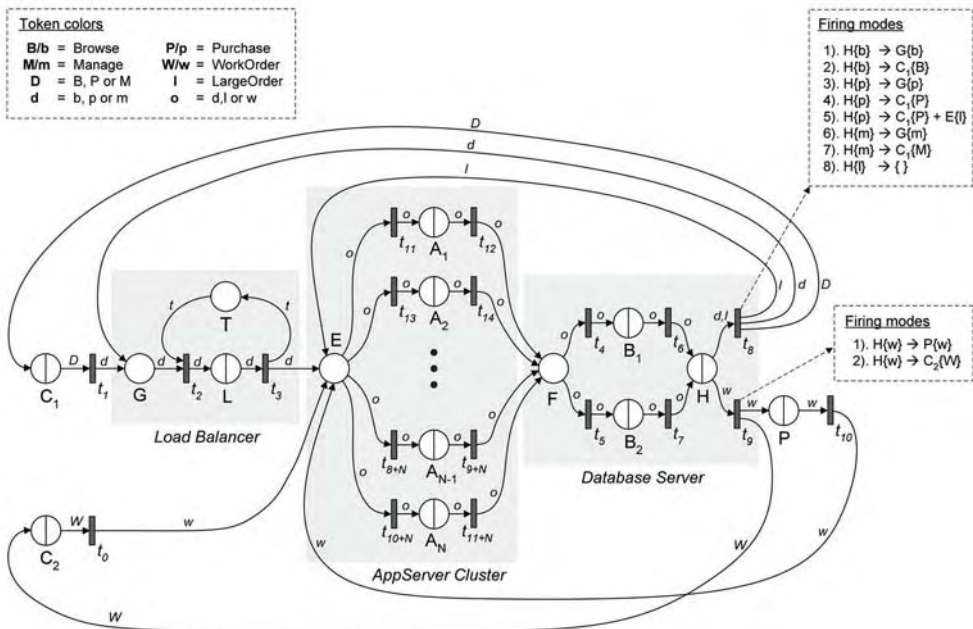 Token colors
B/b = Browse P/p = Purchase
M/m = Manage W/w = WorkOrder
D = B, P or M l = LargeOrder
d = b, p or m o = d,l or w
Firing modes
1). H{b} → G{b}
2). H{b} → C1{B}
3). H{p} → G{p}
4). H{p} → C1{P}
5). H{p} → C1{P} + E{l}
6). H{m} → G{m}
7). H{m} → C1{M}
8). H{l} → { }
D
d
l
o o o
t11 A1 t12
o
o o
o
t13 A2 t14
o
t t
T
D d d d d d
C1 t1 G t2 L t3
E
Load Balancer
o o o o
t4 B1 t6
F
o o o o
t5 B2 t7
H
d,l
t8
l d D
w
t9
w w
P t10
Database Server
Firing modes
1). H{w} → P{w}
2). H{w} → C2{W}
o o o o
t8+N AN-1 t9+N
o o o o
t10+N AN t11+N
AppServer Cluster
W w
C2 t0
w
W
w
W